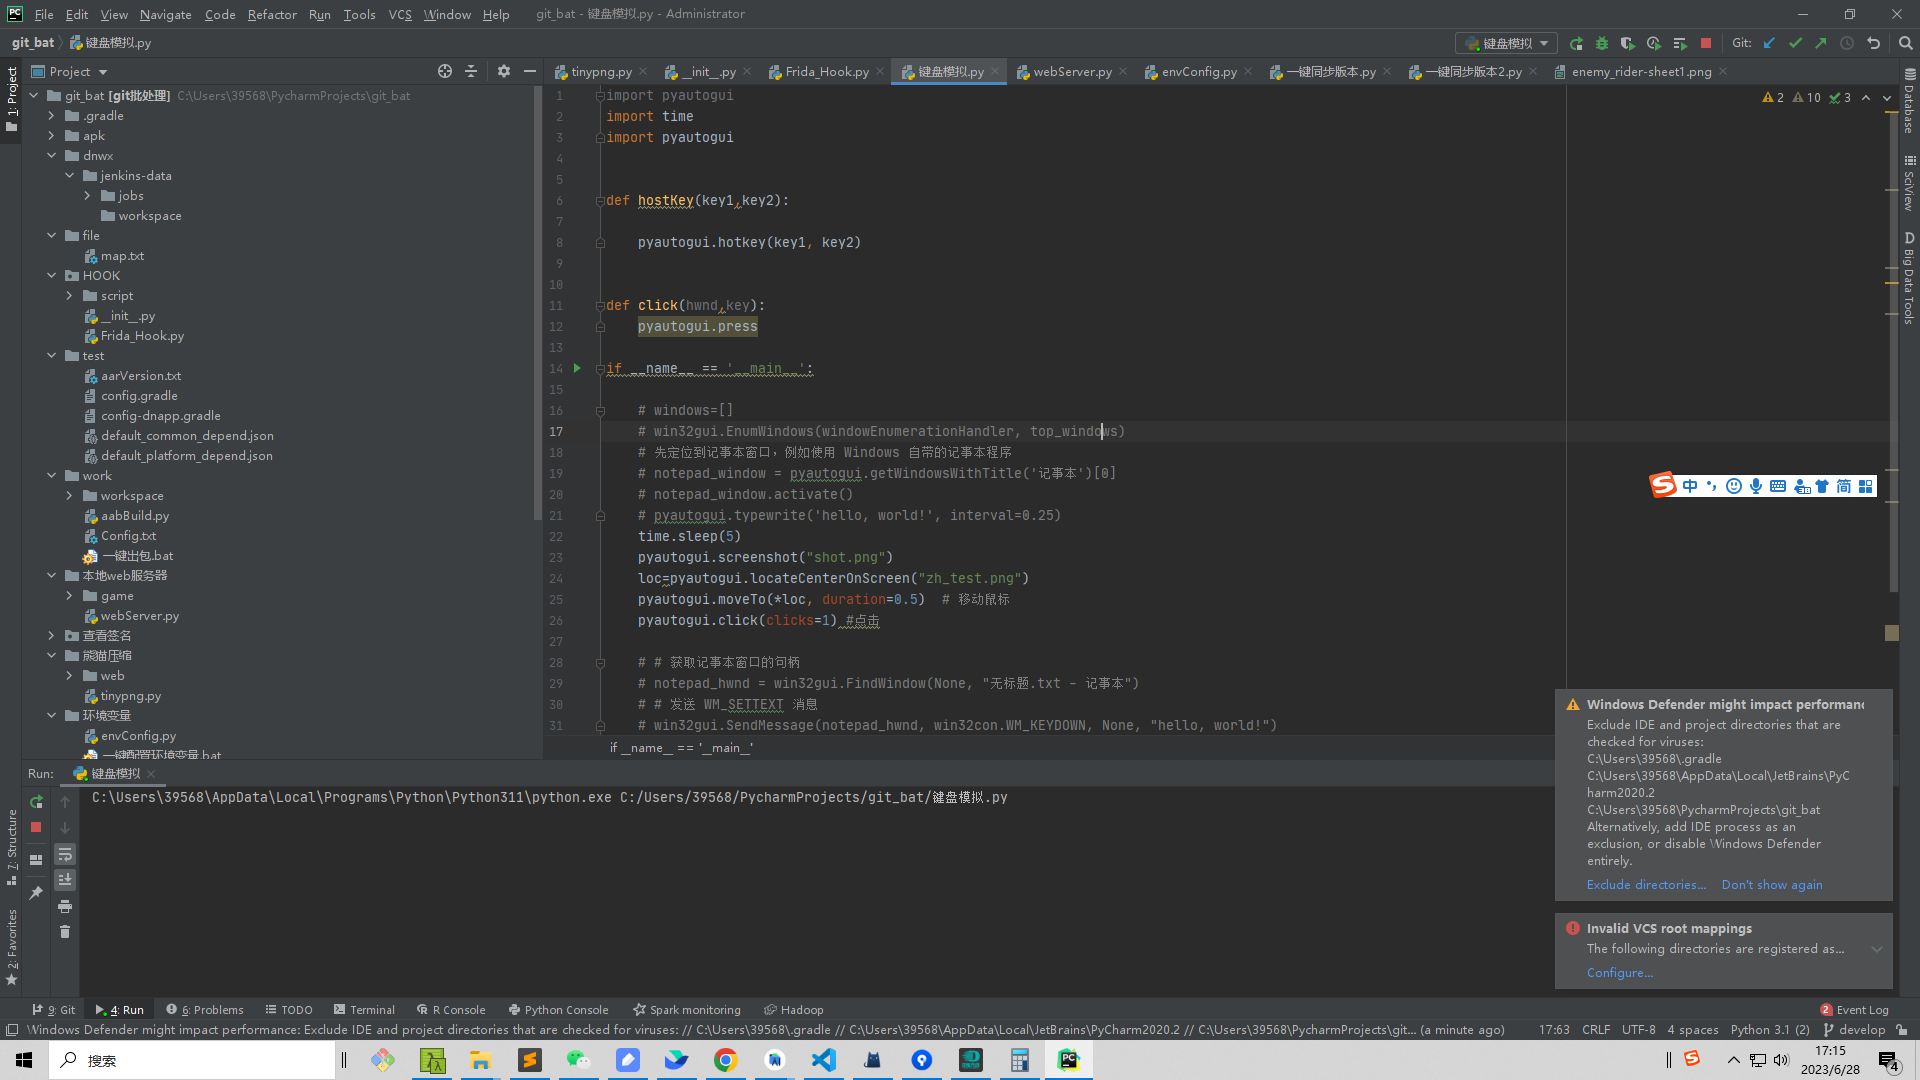 File Edit View Navigate Code Refactor Run Tools VCS Window Help git_bat - 键盘模拟.py - Administrator
git_bat 键盘模拟.py 键盘模拟 Git:
Project
tinypng.py __init__.py Frida_Hook.py 键盘模拟.py webServer.py envConfig.py 一键同步版本.py 一键同步版本2.py enemy_rider-sheet1.png
1: Project
git_bat [git批处理] C:\Users\39568\PycharmProjects\git_bat
.gradle
apk
dnwx
jenkins-data
jobs
workspace
file
map.txt
HOOK
script
__init__.py
Frida_Hook.py
test
aarVersion.txt
config.gradle
config-dnapp.gradle
default_common_depend.json
default_platform_depend.json
work
workspace
aabBuild.py
Config.txt
一键出包.bat
本地web服务器
game
webServer.py
查看签名
熊猫压缩
web
tinypng.py
环境变量
envConfig.py
一键配置环境变量.bat
2 10 3
1 import pyautogui
2 import time
3 import pyautogui
4
5
6 def hostKey(key1,key2):
7
8 pyautogui.hotkey(key1, key2)
9
10
11 def click(hwnd,key):
12 pyautogui.press
13
14 if __name__ == '__main__':
15
16 # windows=[]
17 # win32gui.EnumWindows(windowEnumerationHandler, top_windows)
18 # 先定位到记事本窗口，例如使用 Windows 自带的记事本程序
19 # notepad_window = pyautogui.getWindowsWithTitle('记事本')[0]
20 # notepad_window.activate()
21 # pyautogui.typewrite('hello, world!', interval=0.25)
22 time.sleep(5)
23 pyautogui.screenshot("shot.png")
24 loc=pyautogui.locateCenterOnScreen("zh_test.png")
25 pyautogui.moveTo(*loc, duration=0.5) # 移动鼠标
26 pyautogui.click(clicks=1) #点击
27
28 # # 获取记事本窗口的句柄
29 # notepad_hwnd = win32gui.FindWindow(None, "无标题.txt - 记事本")
30 # # 发送 WM_SETTEXT 消息
31 # win32gui.SendMessage(notepad_hwnd, win32con.WM_KEYDOWN, None, "hello, world!")
if __name__ == '__main__'
Database
SciView
D Big Data Tools
S 中 简
Run: 键盘模拟
C:\Users\39568\AppData\Local\Programs\Python\Python311\python.exe C:/Users/39568/PycharmProjects/git_bat/键盘模拟.py
7: Structure
2: Favorites
Windows Defender might impact performanc
Exclude IDE and project directories that are
checked for viruses:
C:\Users\39568\.gradle
C:\Users\39568\AppData\Local\JetBrains\PyC
harm2020.2
C:\Users\39568\PycharmProjects\git_bat
Alternatively, add IDE process as an
exclusion, or disable Windows Defender
entirely.
Exclude directories... Don't show again
Invalid VCS root mappings
The following directories are registered as...
Configure...
9: Git 4: Run 6: Problems TODO Terminal R Console Python Console Spark monitoring Hadoop 2 Event Log
Windows Defender might impact performance: Exclude IDE and project directories that are checked for viruses: // C:\Users\39568\.gradle // C:\Users\39568\AppData\Local\JetBrains\PyCharm2020.2 // C:\Users\39568\PycharmProjects\git... (a minute ago) 17:63 CRLF UTF-8 4 spaces Python 3.1 (2) develop
搜索
17:15
2023/6/28
4